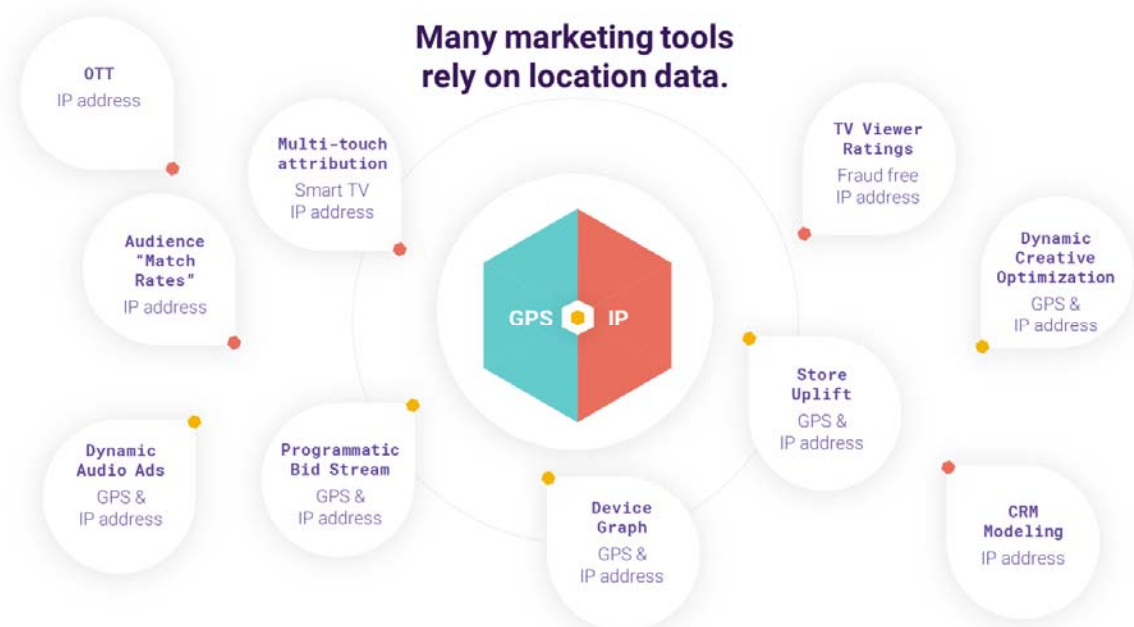 Many marketing tools
rely on location data.
OTT
IP address
Multi-touch
attribution
Smart TV
IP address
TV Viewer
Ratings
Fraud free
IP address
Audience
"Match
Rates"
IP address
Dynamic
Creative
Optimization
GPS &
IP address
GPS
IP
Store
Uplift
GPS &
IP address
Dynamic
Audio Ads
GPS &
IP address
Programmatic
Bid Stream
GPS &
IP address
Device
Graph
GPS &
IP address
CRM
Modeling
IP address